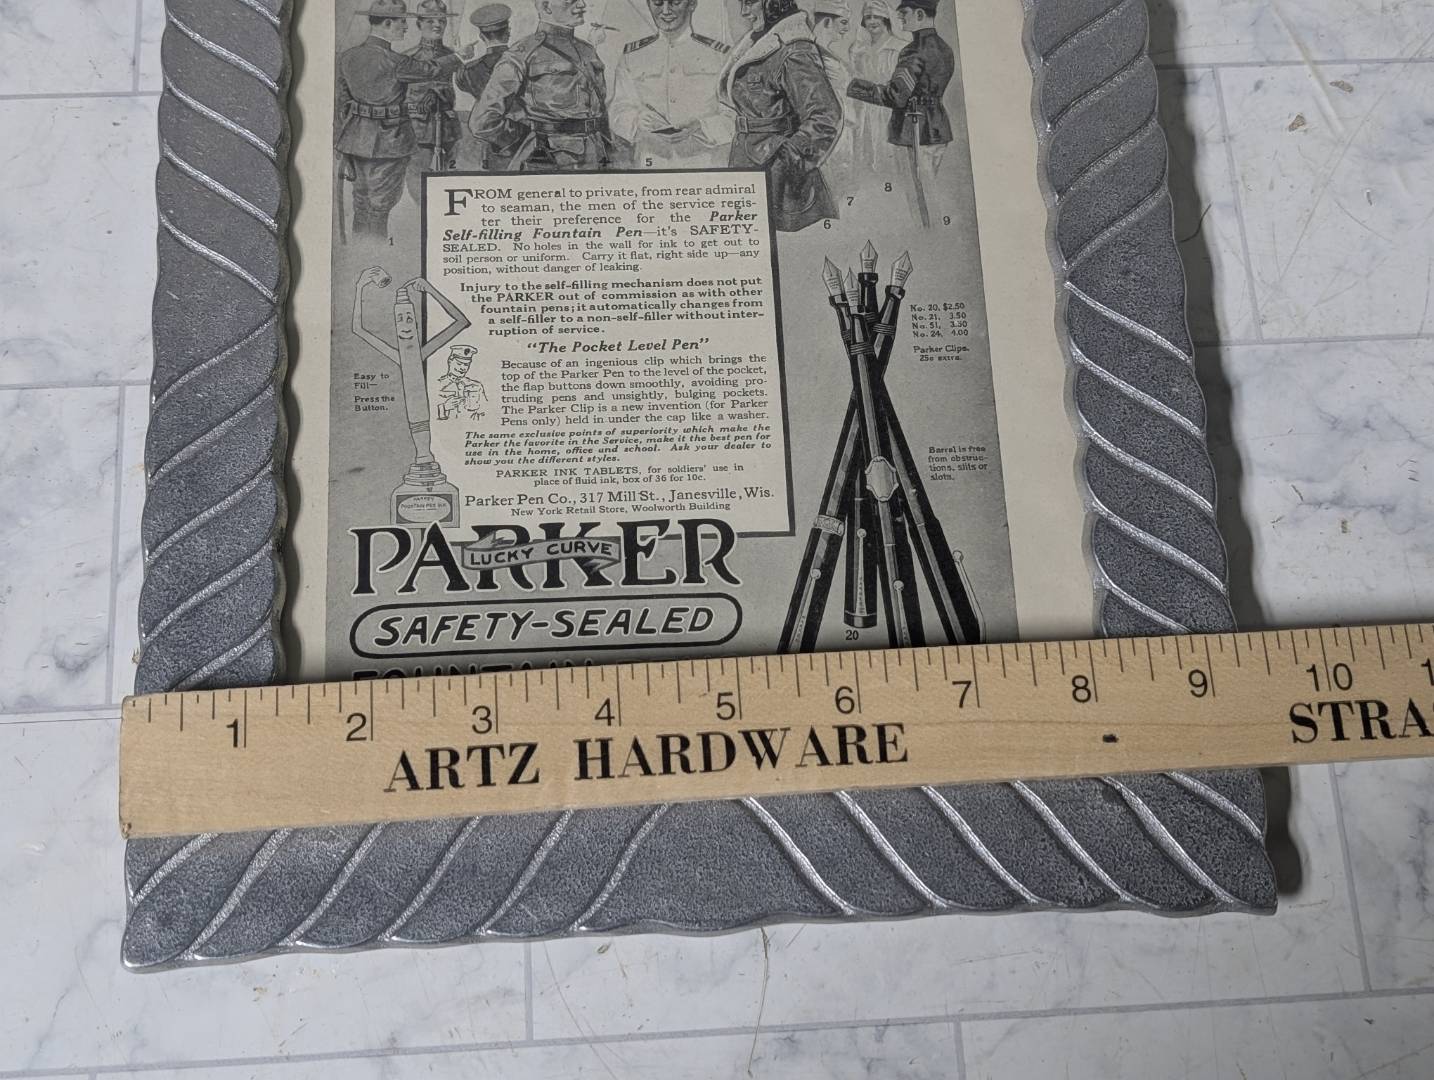 1
2
3
4
5
6
7
8
9
FROM general to private, from rear admiral
to seaman, the men of the service regis-
ter their preference for the Parker
Self-filling Fountain Pen—it's SAFETY-
SEALED. No holes in the wall for ink to get out to
soil person or uniform. Carry it flat, right side up—any
position, without danger of leaking.
Injury to the self-filling mechanism does not put
the PARKER out of commission as with other
fountain pens; it automatically changes from
a self-filler to a non-self-filler without inter-
ruption of service.
"The Pocket Level Pen"
Because of an ingenious clip which brings the
top of the Parker Pen to the level of the pocket,
the flap buttons down smoothly, avoiding pro-
truding pens and unsightly, bulging pockets.
The Parker Clip is a new invention (for Parker
Pens only) held in under the cap like a washer.
The same exclusive points of superiority which make the
Parker the favorite in the Service, make it the best pen for
use in the home, office and school. Ask your dealer to
show you the different styles.
PARKER INK TABLETS, for soldiers' use in
place of fluid ink, box of 36 for 10c.
Parker Pen Co., 317 Mill St., Janesville, Wis.
New York Retail Store, Woolworth Building
Easy to
Fill—
Press the
Button.
No. 20, $2.50
No. 21, 3.50
No. 51, 3.30
No. 24, 4.00
Parker Clips,
25c extra.
Barrel is free
from obstruc-
tions, slits or
slots.
PARKER
LUCKY CURVE
SAFETY-SEALED
20
1 2 3 4 5 6 7 8 9 10
ARTZ HARDWARE